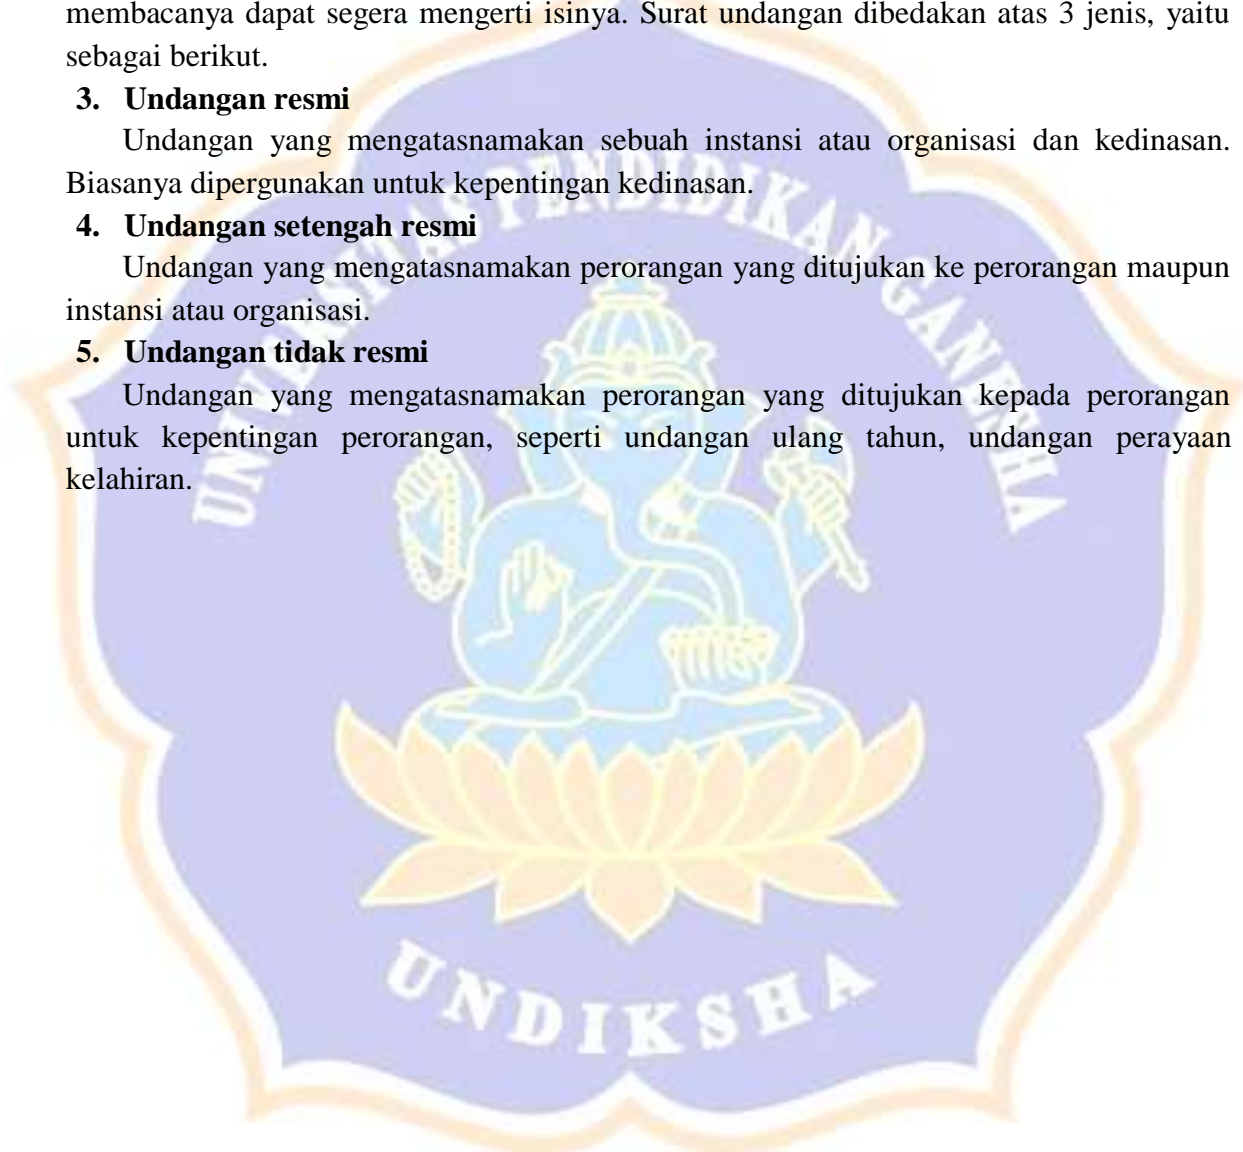 membacanya dapat segera mengerti isinya. Surat undangan dibedakan atas 3 jenis, yaitu
sebagai berikut.
3. Undangan resmi
Undangan yang mengatasnamakan sebuah instansi atau organisasi dan kedinasan.
Biasanya dipergunakan untuk kepentingan kedinasan.
4. Undangan setengah resmi
Undangan yang mengatasnamakan perorangan yang ditujukan ke perorangan maupun
instansi atau organisasi.
5. Undangan tidak resmi
Undangan yang mengatasnamakan perorangan yang ditujukan kepada perorangan
untuk kepentingan perorangan, seperti undangan ulang tahun, undangan perayaan
kelahiran.
UNIVERSITAS PENDIDIKAN GANESHA
UNDIKSHA